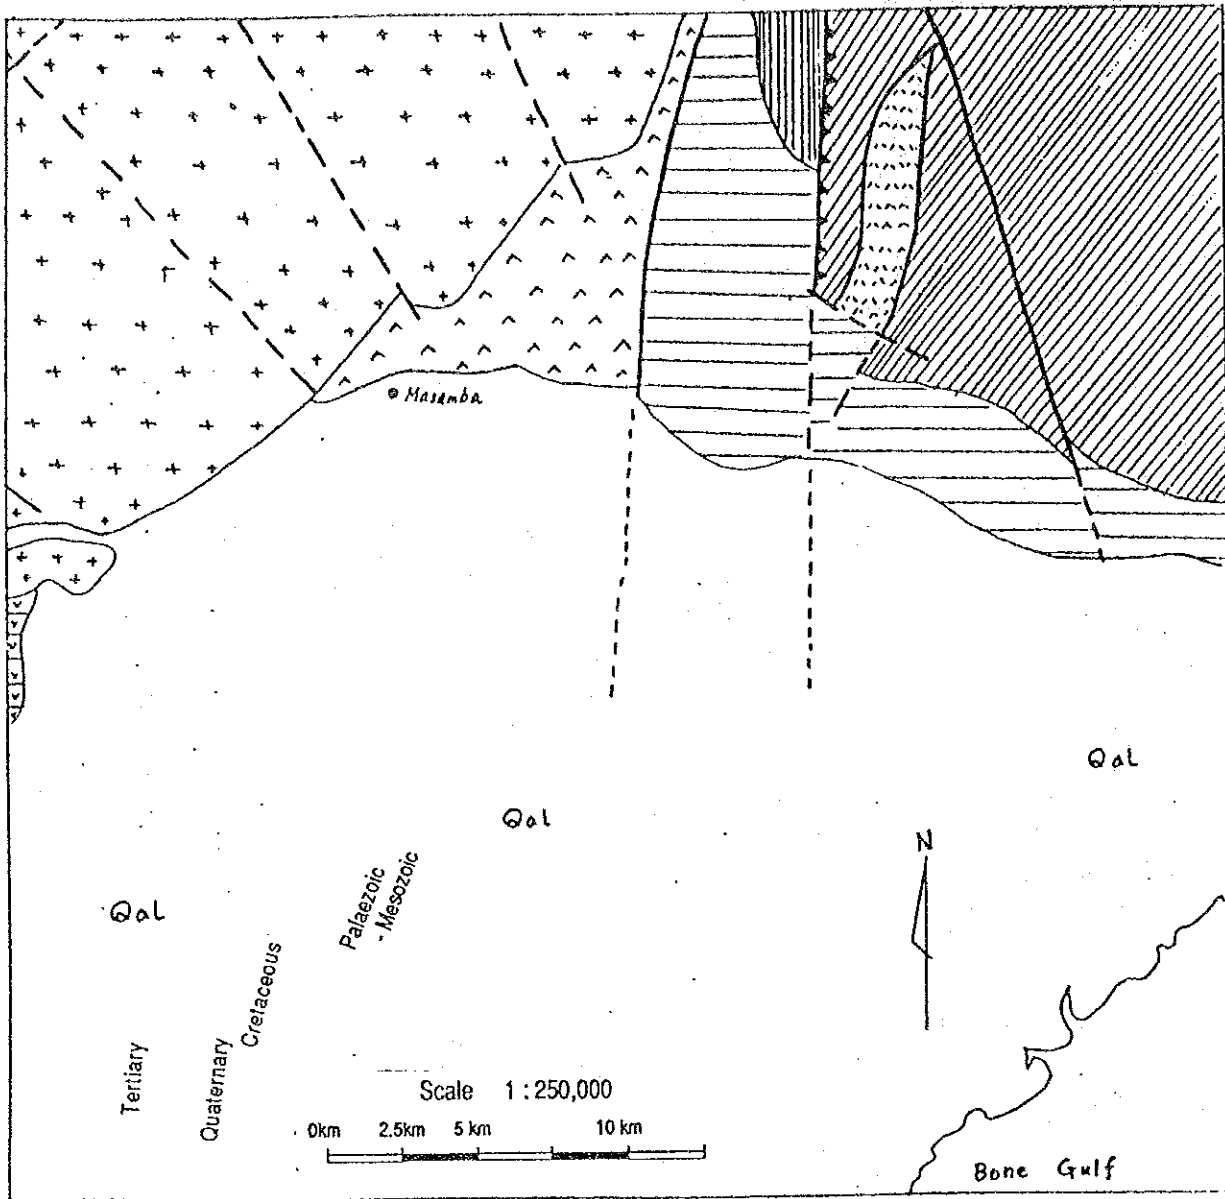 Masamba
Qal
Qal
Qal
Palaezoic
- Mesozoic
Cretaceous
Tertiary
Quaternary
N
Scale 1 : 250,000
0km 2.5km 5 km 10 km
Bone Gulf